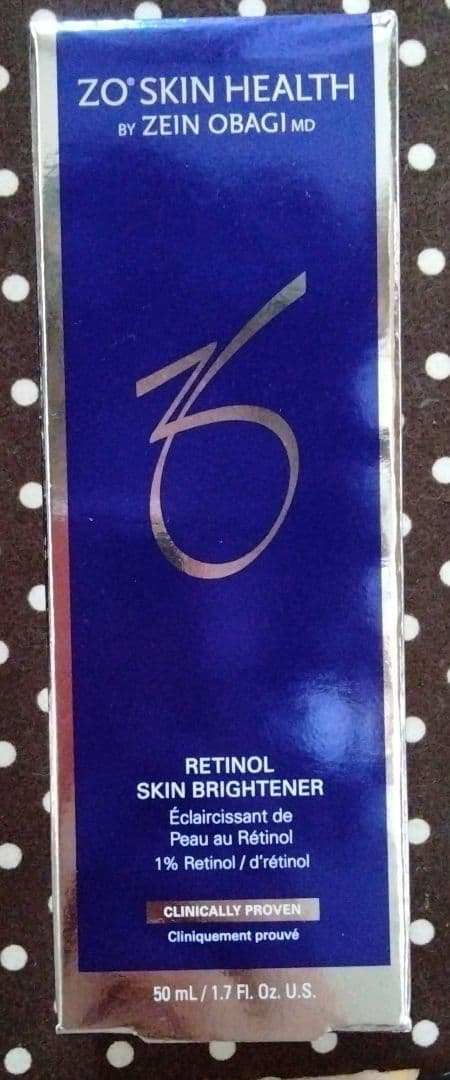 ZO® SKIN HEALTH
BY ZEIN OBAGI MD
RETINOL
SKIN BRIGHTENER
Éclaircissant de
Peau au Rétinol
1% Retinol / d'rétinol
CLINICALLY PROVEN
Cliniquement prouvé
50 mL / 1.7 Fl. Oz. U.S.